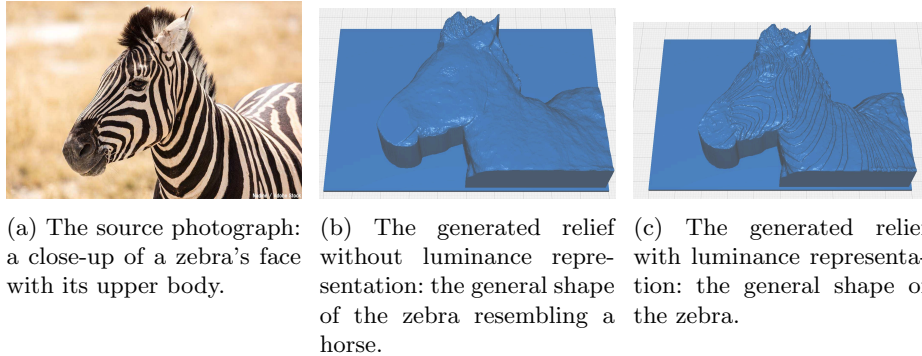 (a) The source photograph:
a close-up of a zebra's face
with its upper body.
(b) The generated relief
without luminance repre-
sentation: the general shape
of the zebra resembling a
horse.
(c) The generated relie
with luminance representa-
tion: the general shape o
the zebra.